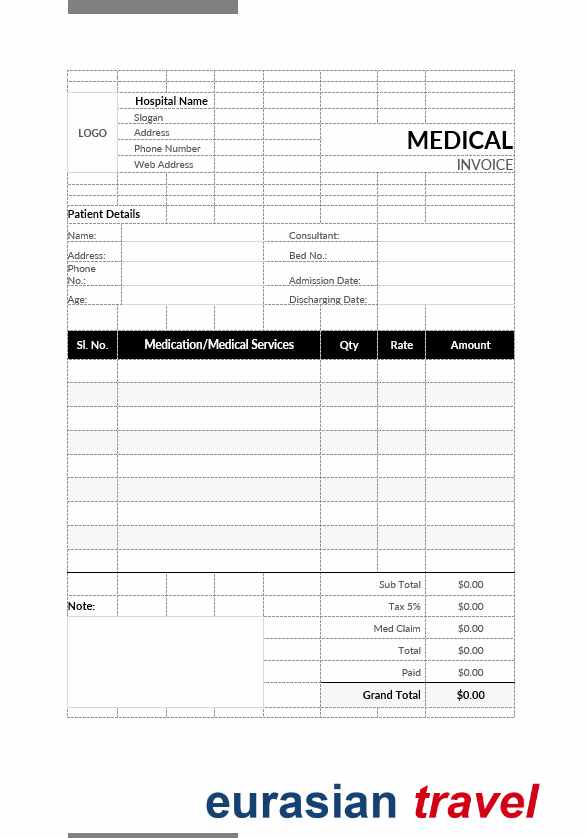 Hospital Name
Slogan
LOGO
Address
MEDICAL
Phone Number
Web Address
INVOICE
Patient Details
Name: Consultant:
Address: Bed No.:
Phone
No.: Admission Date:
Age: Discharging Date:
Sl. No. Medication/Medical Services Qty Rate Amount
Sub Total $0.00
Note: Tax 5% $0.00
Med Claim $0.00
Total $0.00
Paid $0.00
Grand Total $0.00
eurasian travel